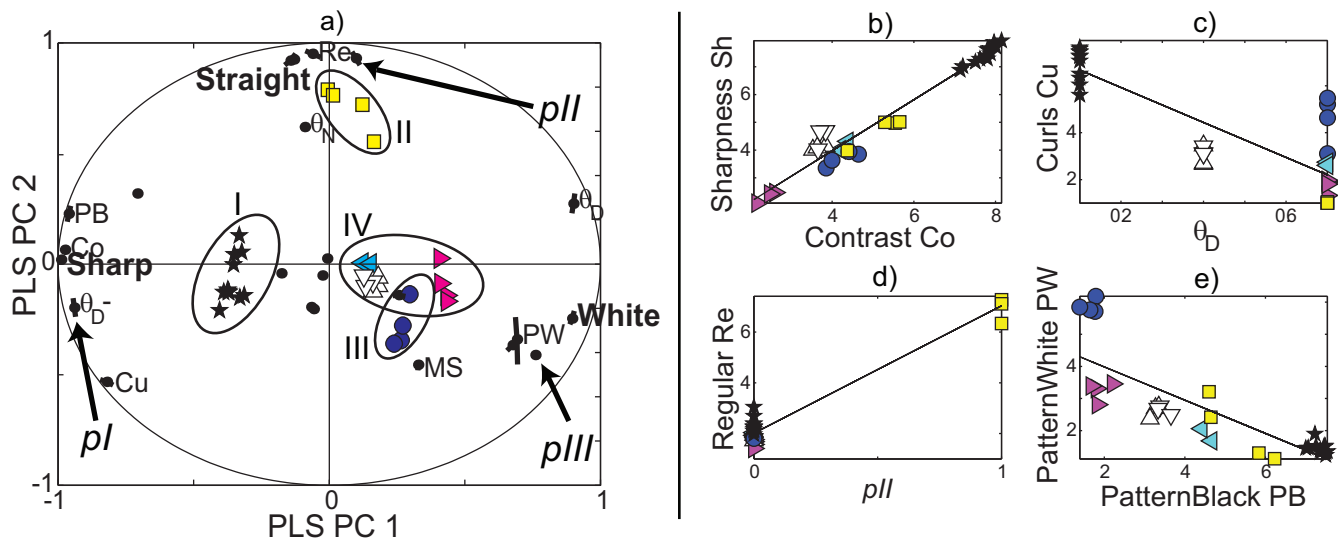 a)
1
0
-1
-1
0
1
PLS PC 2
PLS PC 1
Re
Straight
pII
II
θN
θD
PB
I
IV
Co
Sharp
θD-
White
PW
III
MS
Cu
pI
pIII
b)
Sharpness Sh
6
4
4
6
8
Contrast Co
c)
Curls Cu
4
2
02
06
θD
d)
Regular Re
6
4
2
0
1
pII
e)
PatternWhite PW
4
2
2
4
6
PatternBlack PB